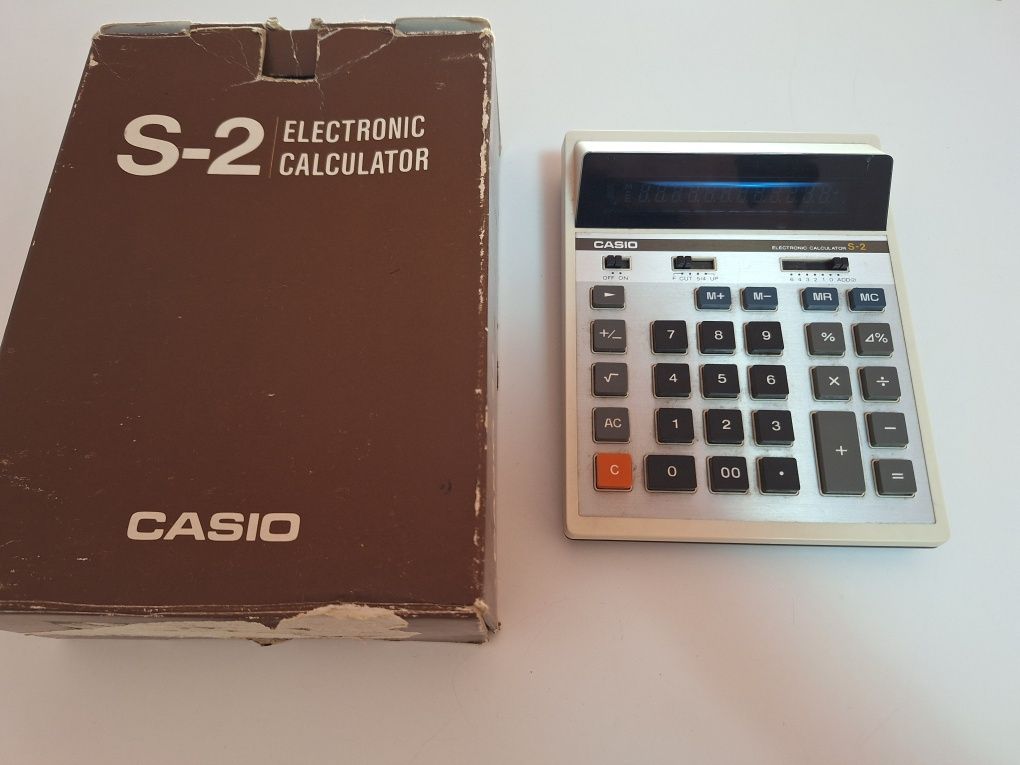 S-2 ELECTRONIC
CALCULATOR
CASIO
CASIO ELECTRONIC CALCULATOR S-2
OFF ON F CUT 5/4 UP 6 4 3 2 1 0 ADD2
► M+ M− MR MC
+/− 7 8 9 % ⊿%
√ 4 5 6 × ÷
AC 1 2 3 + −
C 0 00 • =